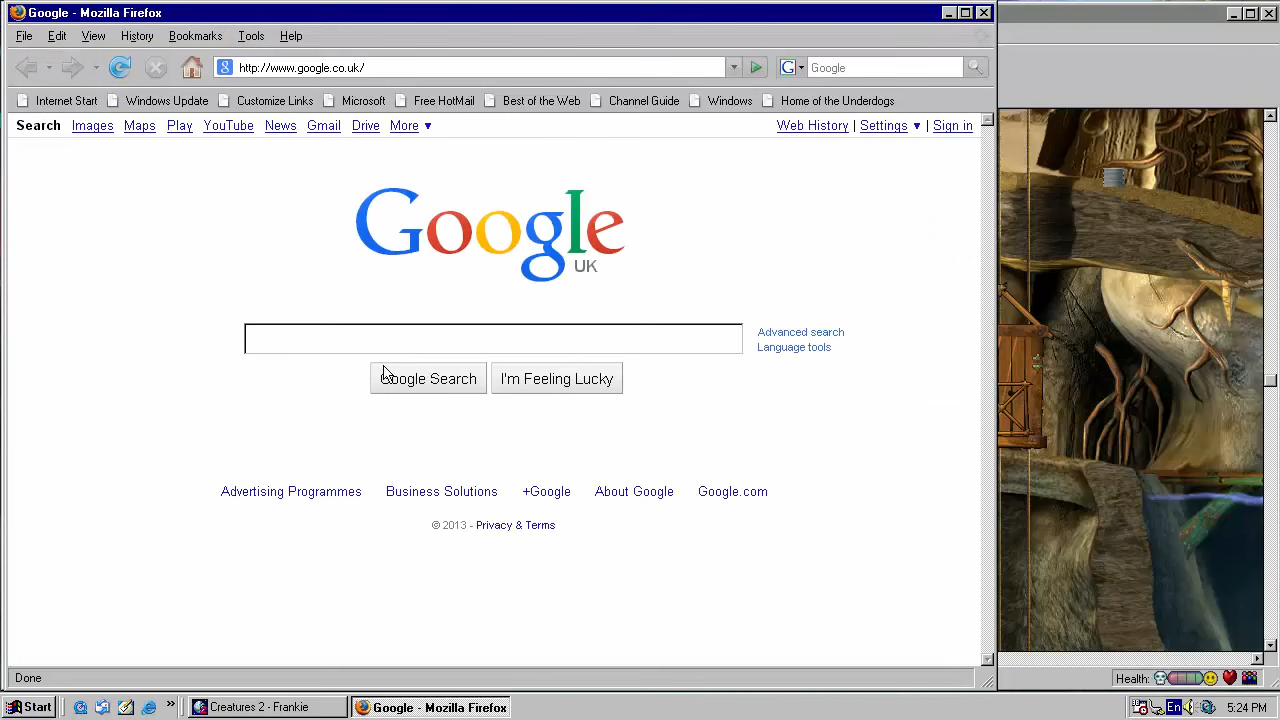 Google - Mozilla Firefox
File Edit View History Bookmarks Tools Help
http://www.google.co.uk/ Google
Internet Start Windows Update Customize Links Microsoft Free HotMail Best of the Web Channel Guide Windows Home of the Underdogs
Search Images Maps Play YouTube News Gmail Drive More ▼ Web History | Settings ▼ | Sign in
Google
UK
Advanced search
Language tools
Google Search I'm Feeling Lucky
Advertising Programmes Business Solutions +Google About Google Google.com
© 2013 - Privacy & Terms
Done
Health:
Start Creatures 2 - Frankie Google - Mozilla Firefox En 5:24 PM